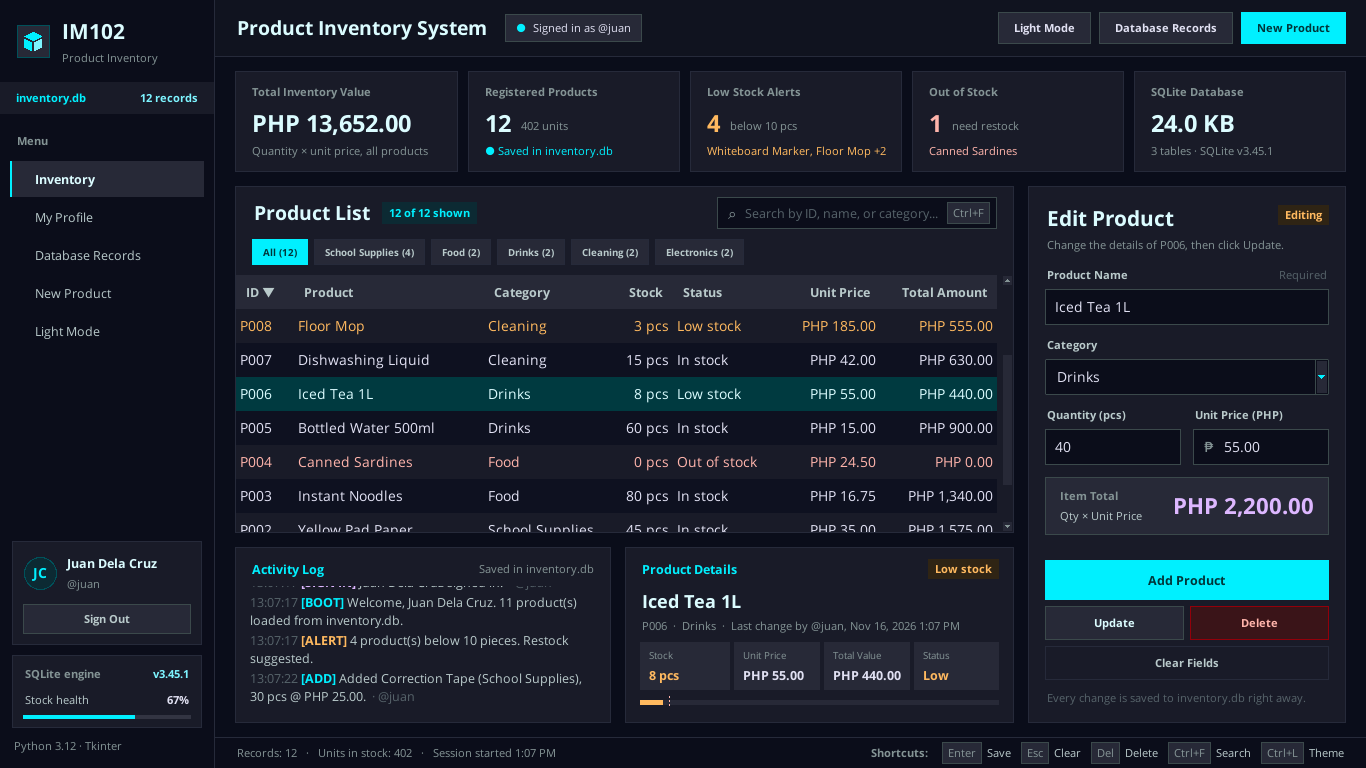 IM102
Product Inventory
inventory.db 12 records
Menu
Inventory
My Profile
Database Records
New Product
Light Mode
JC Juan Dela Cruz
@juan
Sign Out
SQLite engine v3.45.1
Stock health 67%
Python 3.12 · Tkinter
Product Inventory System
Signed in as @juan
Light Mode
Database Records
New Product
Total Inventory Value
PHP 13,652.00
Quantity × unit price, all products
Registered Products
12 402 units
Saved in inventory.db
Low Stock Alerts
4 below 10 pcs
Whiteboard Marker, Floor Mop +2
Out of Stock
1 need restock
Canned Sardines
SQLite Database
24.0 KB
3 tables · SQLite v3.45.1
Product List 12 of 12 shown
Search by ID, name, or category... Ctrl+F
All (12) School Supplies (4) Food (2) Drinks (2) Cleaning (2) Electronics (2)
ID ▼ Product Category Stock Status Unit Price Total Amount
P008 Floor Mop Cleaning 3 pcs Low stock PHP 185.00 PHP 555.00
P007 Dishwashing Liquid Cleaning 15 pcs In stock PHP 42.00 PHP 630.00
P006 Iced Tea 1L Drinks 8 pcs Low stock PHP 55.00 PHP 440.00
P005 Bottled Water 500ml Drinks 60 pcs In stock PHP 15.00 PHP 900.00
P004 Canned Sardines Food 0 pcs Out of stock PHP 24.50 PHP 0.00
P003 Instant Noodles Food 80 pcs In stock PHP 16.75 PHP 1,340.00
P002 Yellow Pad Paper School Supplies 45 pcs In stock PHP 35.00 PHP 1,575.00
Activity Log Saved in inventory.db
13:07:17 [BOOT] Welcome, Juan Dela Cruz. 11 product(s)
loaded from inventory.db.
13:07:17 [ALERT] 4 product(s) below 10 pieces. Restock
suggested.
13:07:22 [ADD] Added Correction Tape (School Supplies),
30 pcs @ PHP 25.00. · @juan
Product Details Low stock
Iced Tea 1L
P006 · Drinks · Last change by @juan, Nov 16, 2026 1:07 PM
Stock Unit Price Total Value Status
8 pcs PHP 55.00 PHP 440.00 Low
Edit Product Editing
Change the details of P006, then click Update.
Product Name Required
Iced Tea 1L
Category
Drinks
Quantity (pcs) Unit Price (PHP)
40 ₱ 55.00
Item Total
Qty × Unit Price PHP 2,200.00
Add Product
Update Delete
Clear Fields
Every change is saved to inventory.db right away.
Records: 12 · Units in stock: 402 · Session started 1:07 PM
Shortcuts: Enter Save Esc Clear Del Delete Ctrl+F Search Ctrl+L Theme